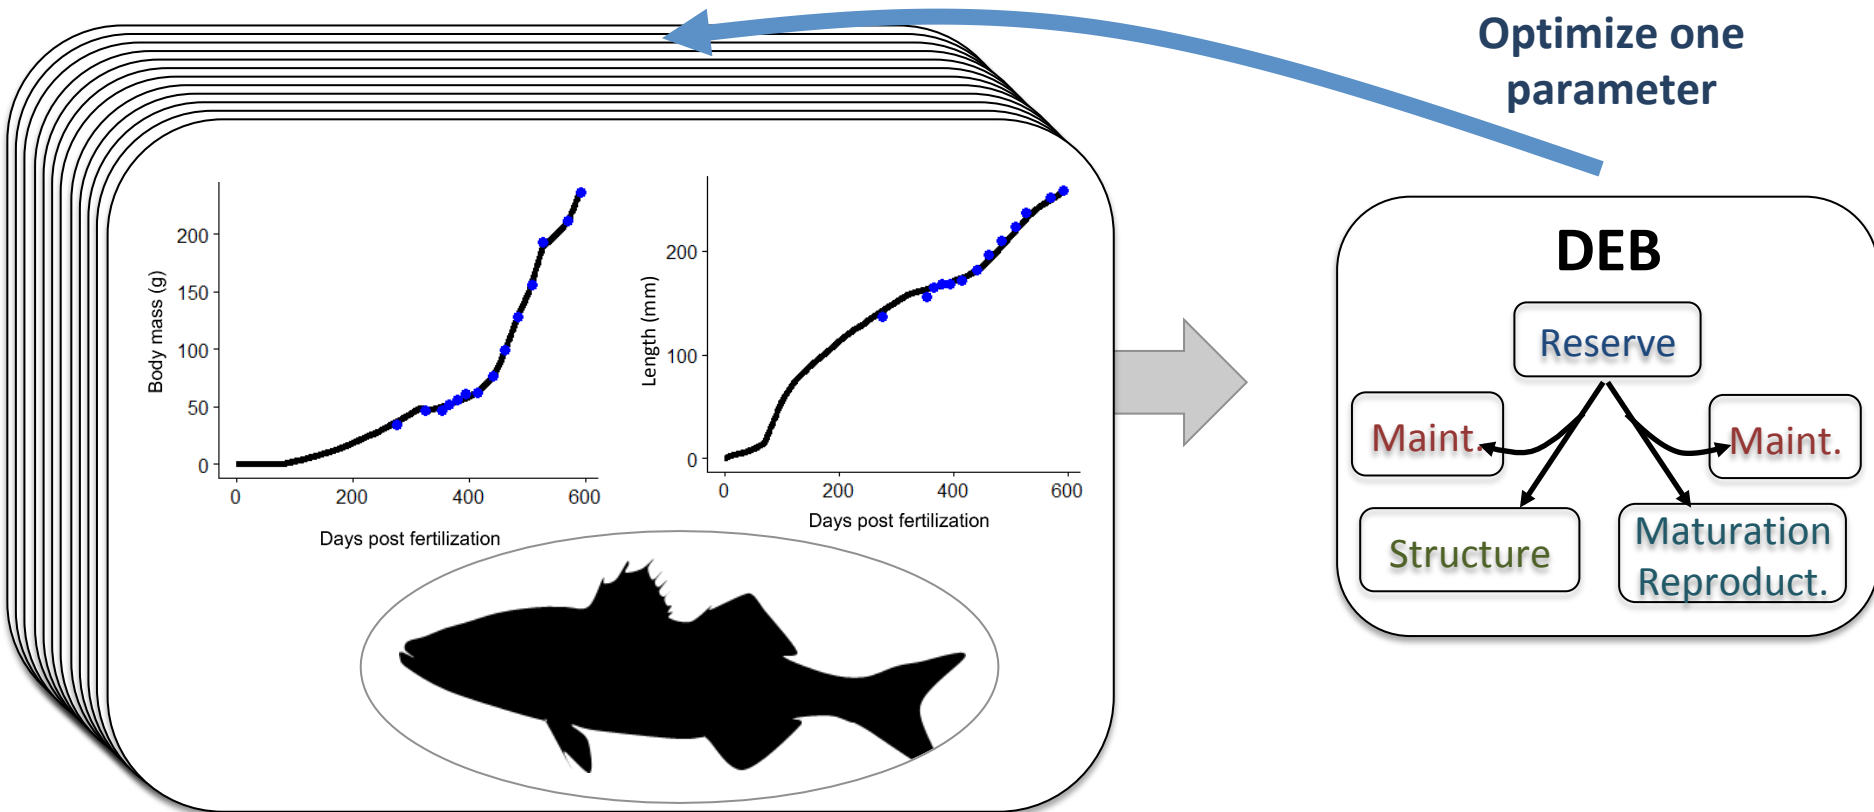 Optimize one
parameter
200
150
100
50
0
Body mass (g)
0 200 400 600
Days post fertilization
200
100
0
Length (mm)
0 200 400 600
Days post fertilization
DEB
Reserve
Maint.
Maint.
Structure
Maturation
Reproduct.